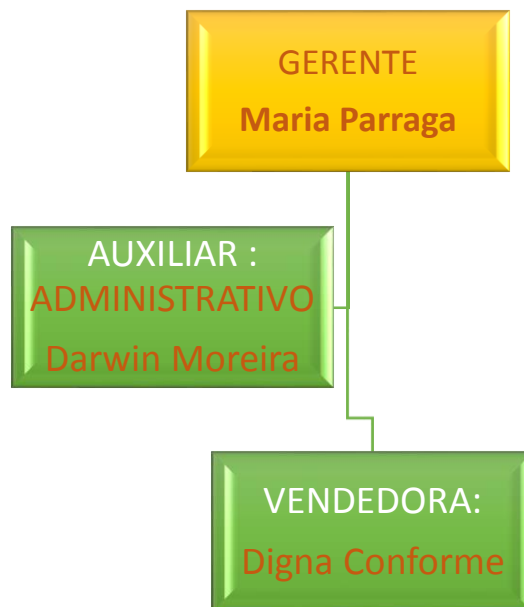 GERENTE
Maria Parraga
AUXILIAR :
ADMINISTRATIVO
Darwin Moreira
VENDEDORA:
Digna Conforme